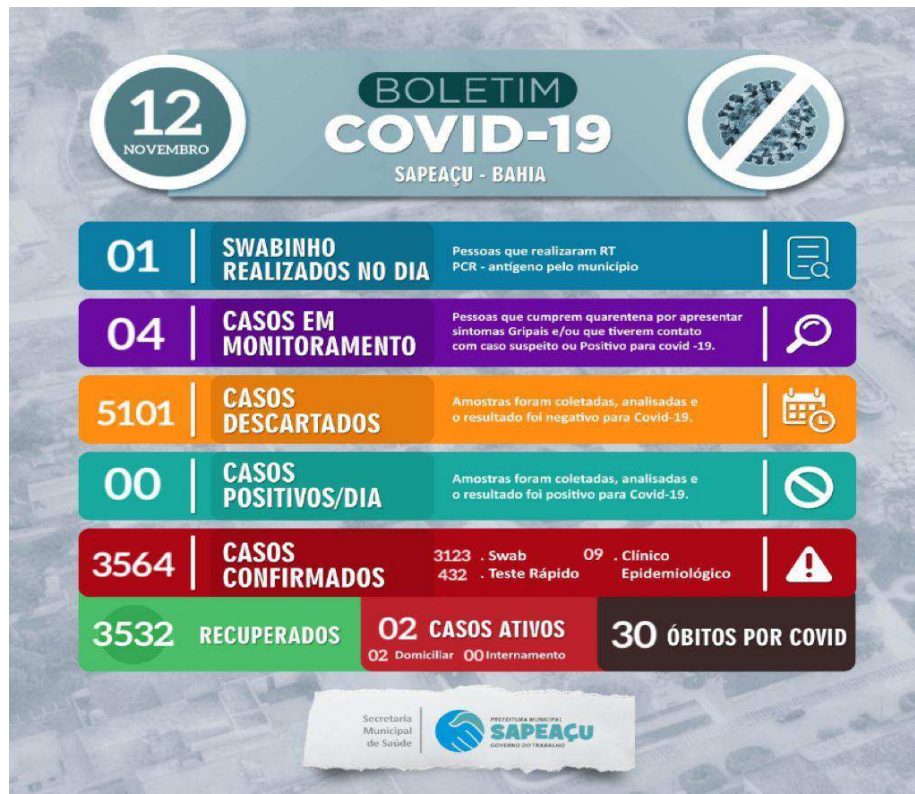 12
NOVEMBRO
BOLETIM
COVID-19
SAPEAÇU - BAHIA
01
SWABINHO
REALIZADOS NO DIA
Pessoas que realizaram RT
PCR - antígeno pelo município
04
CASOS EM
MONITORAMENTO
Pessoas que cumprem quarentena por apresentar
sintomas Gripais e/ou que tiverem contato
com caso suspeito ou Positivo para covid -19.
5101
CASOS
DESCARTADOS
Amostras foram coletadas, analisadas e
o resultado foi negativo para Covid-19.
00
CASOS
POSITIVOS/DIA
Amostras foram coletadas, analisadas e
o resultado foi positivo para Covid-19.
3564
CASOS
CONFIRMADOS
3123 . Swab
432 . Teste Rápido
09 . Clínico
Epidemiológico
3532 RECUPERADOS
02 CASOS ATIVOS
02 Domiciliar 00 Internamento
30 ÓBITOS POR COVID
Secretaria
Municipal
de Saúde
PREFEITURA MUNICIPAL
SAPEAÇU
GOVERNO DO TRABALHO